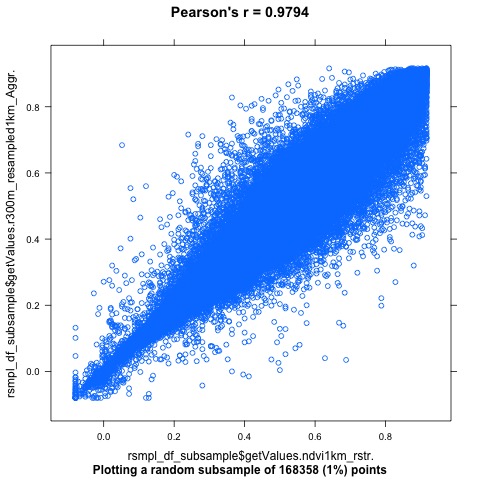 Pearson's r = 0.9794
rsmpl_df_subsample$getValues.r300m_resampled1km_Aggr.
0.8
0.6
0.4
0.2
0.0
0.0 0.2 0.4 0.6 0.8
rsmpl_df_subsample$getValues.ndvi1km_rstr.
Plotting a random subsample of 168358 (1%) points